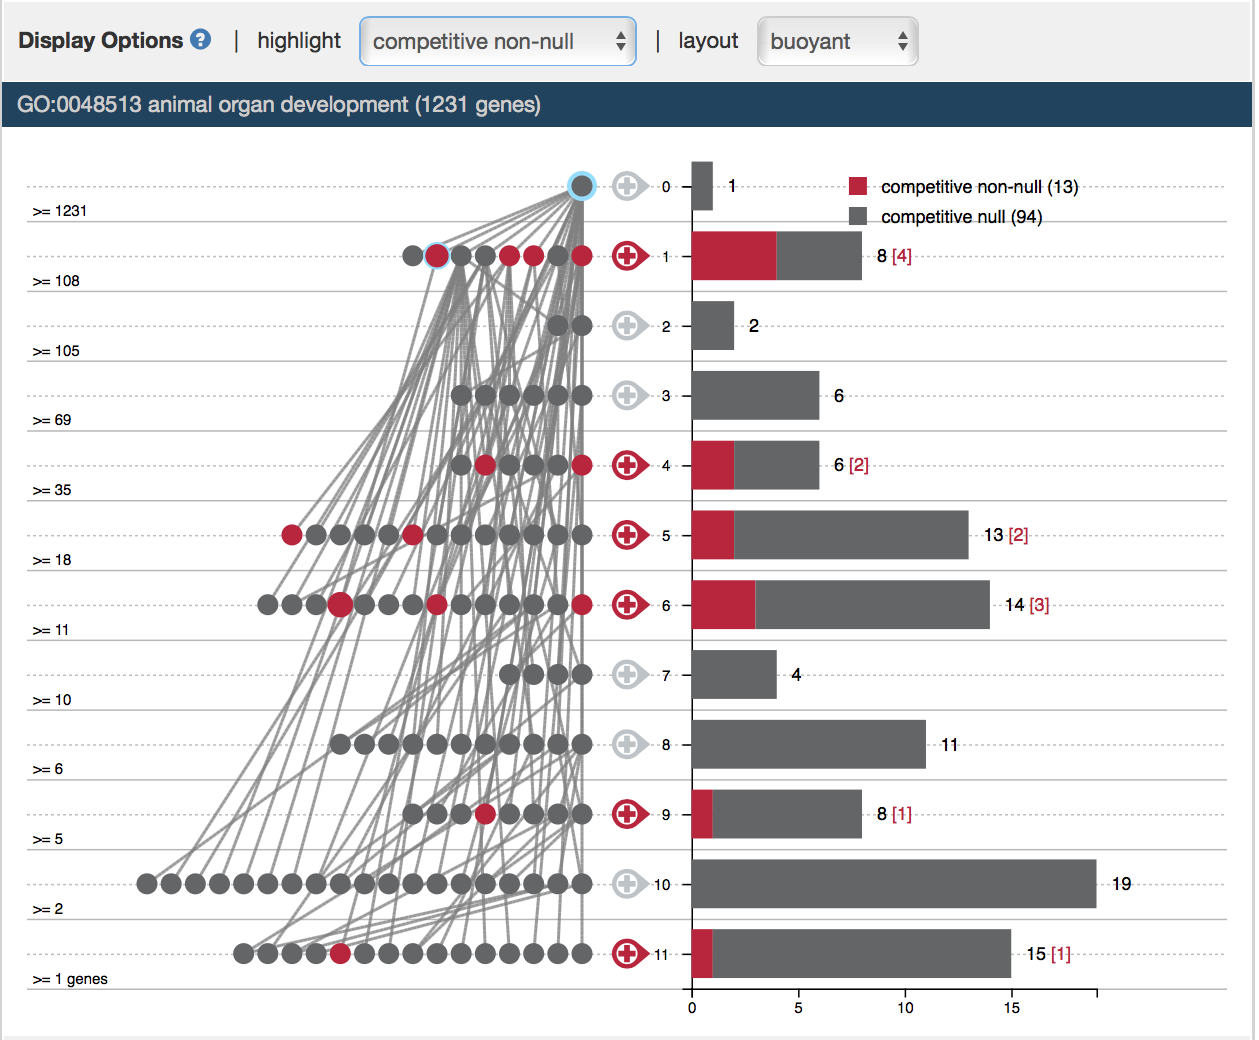 Display Options ? | highlight competitive non-null | layout buoyant
GO:0048513 animal organ development (1231 genes)
0 1 competitive non-null (13)
>= 1231
competitive null (94)
1 8 [4]
>= 108
2 2
>= 105
3 6
>= 69
4 6 [2]
>= 35
5 13 [2]
>= 18
6 14 [3]
>= 11
7 4
>= 10
8 11
>= 6
9 8 [1]
>= 5
10 19
>= 2
11 15 [1]
>= 1 genes
0 5 10 15